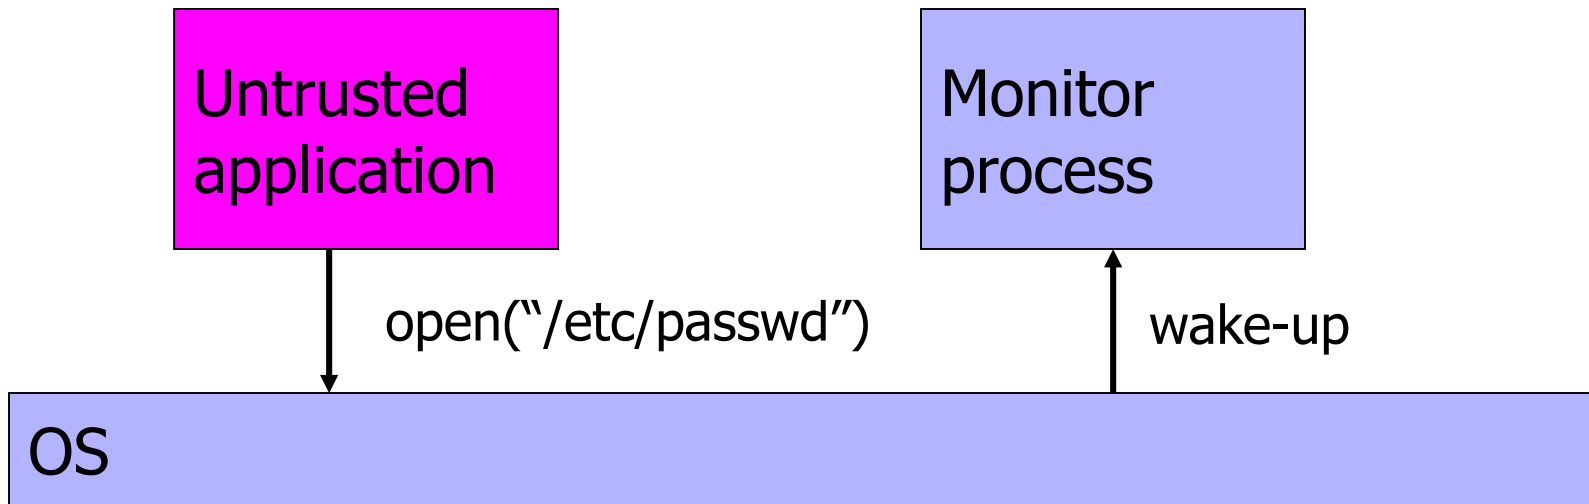 Untrusted
application
Monitor
process
open(“/etc/passwd”)
wake-up
OS